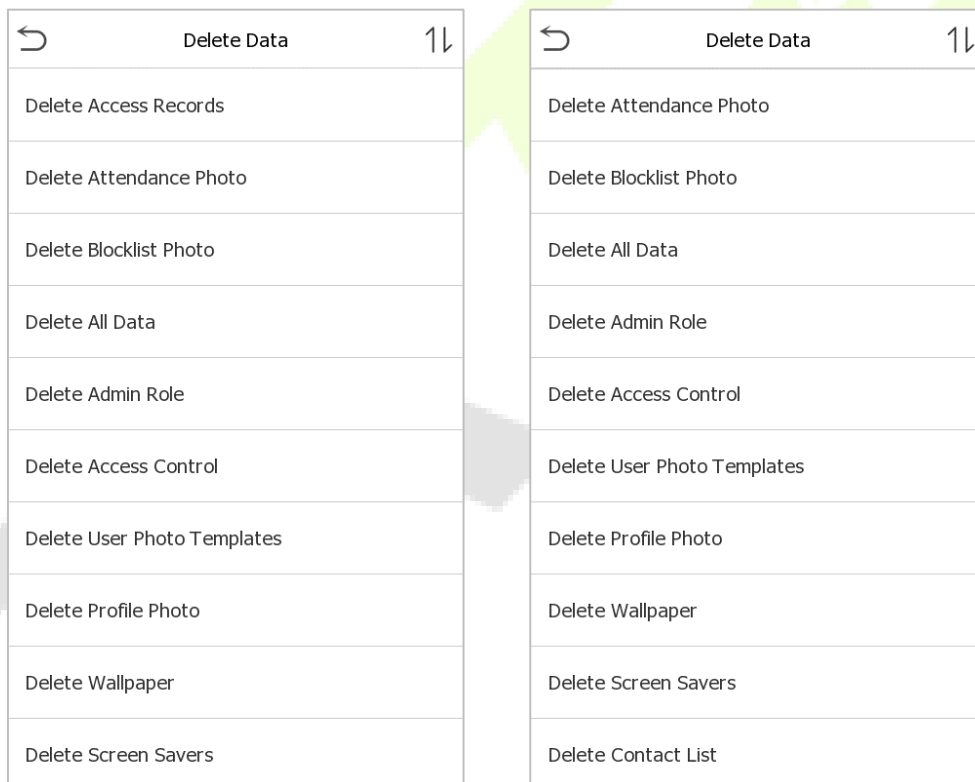 Delete Data
Delete Access Records
Delete Attendance Photo
Delete Blocklist Photo
Delete All Data
Delete Admin Role
Delete Access Control
Delete User Photo Templates
Delete Profile Photo
Delete Wallpaper
Delete Screen Savers
Delete Data
Delete Attendance Photo
Delete Blocklist Photo
Delete All Data
Delete Admin Role
Delete Access Control
Delete User Photo Templates
Delete Profile Photo
Delete Wallpaper
Delete Screen Savers
Delete Contact List